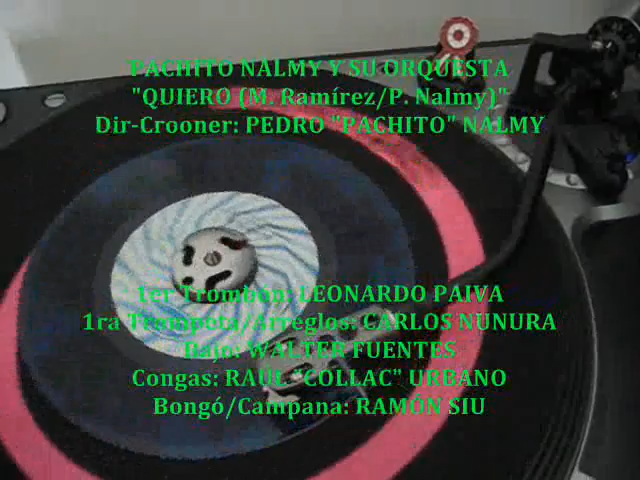 PACHITO NALMY Y SU ORQUESTA
"QUIERO (M. Ramírez/P. Nalmy)"
Dir-Crooner: PEDRO "PACHITO" NALMY
1er Trombón: LEONARDO PAIVA
1ra Trompeta/Arreglos: CARLOS NUNURA
Bajo: WALTER FUENTES
Congas: RAÚL "COLLAC" URBANO
Bongó/Campana: RAMÓN SIU